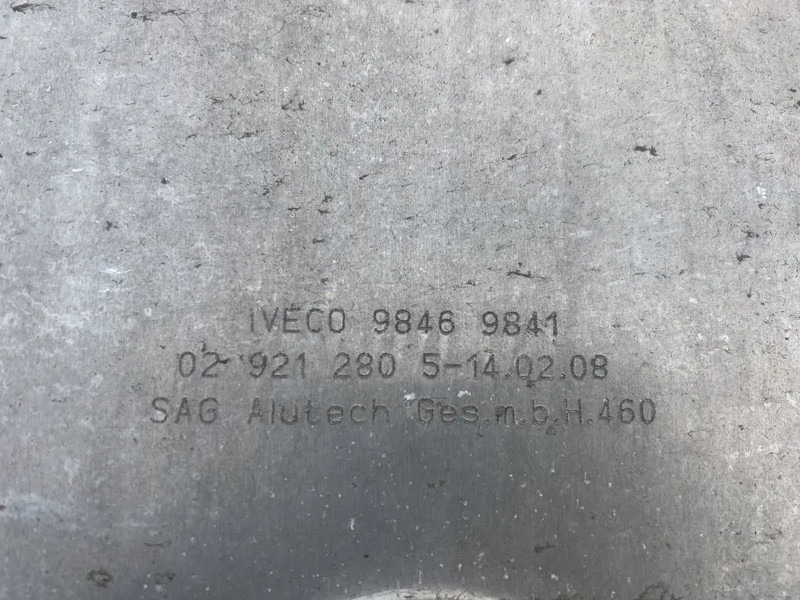 IVECO 9846 9841
02 921 280 5-14.02.08
SAG Alutech Ges.m.b.H.460